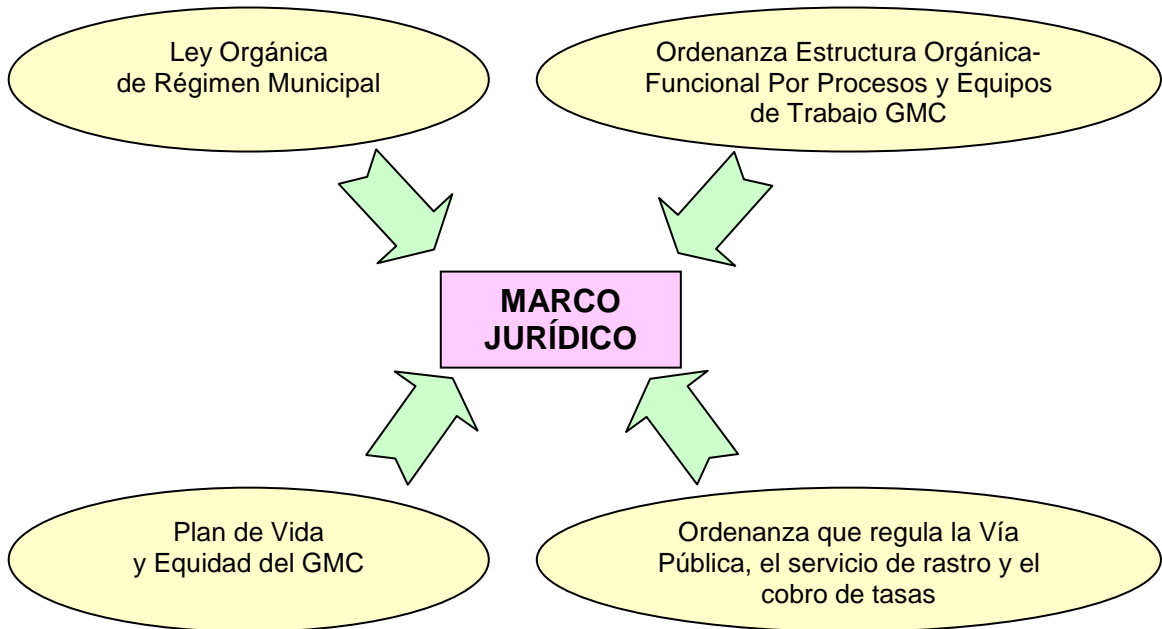 Ley Orgánica
de Régimen Municipal
Ordenanza Estructura Orgánica-
Funcional Por Procesos y Equipos
de Trabajo GMC
MARCO
JURÍDICO
Plan de Vida
y Equidad del GMC
Ordenanza que regula la Vía
Pública, el servicio de rastro y el
cobro de tasas